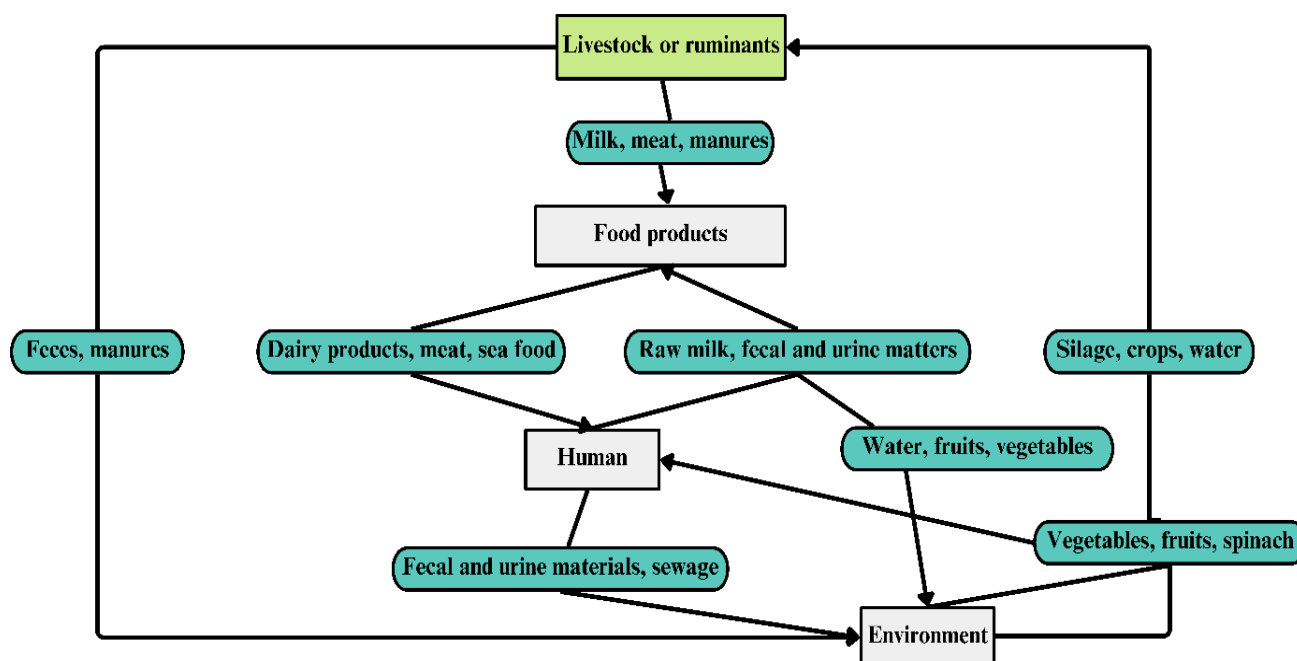 Livestock or ruminants
Milk, meat, manures
Food products
Feces, manures
Dairy products, meat, sea food
Raw milk, fecal and urine matters
Silage, crops, water
Human
Water, fruits, vegetables
Fecal and urine materials, sewage
Vegetables, fruits, spinach
Environment